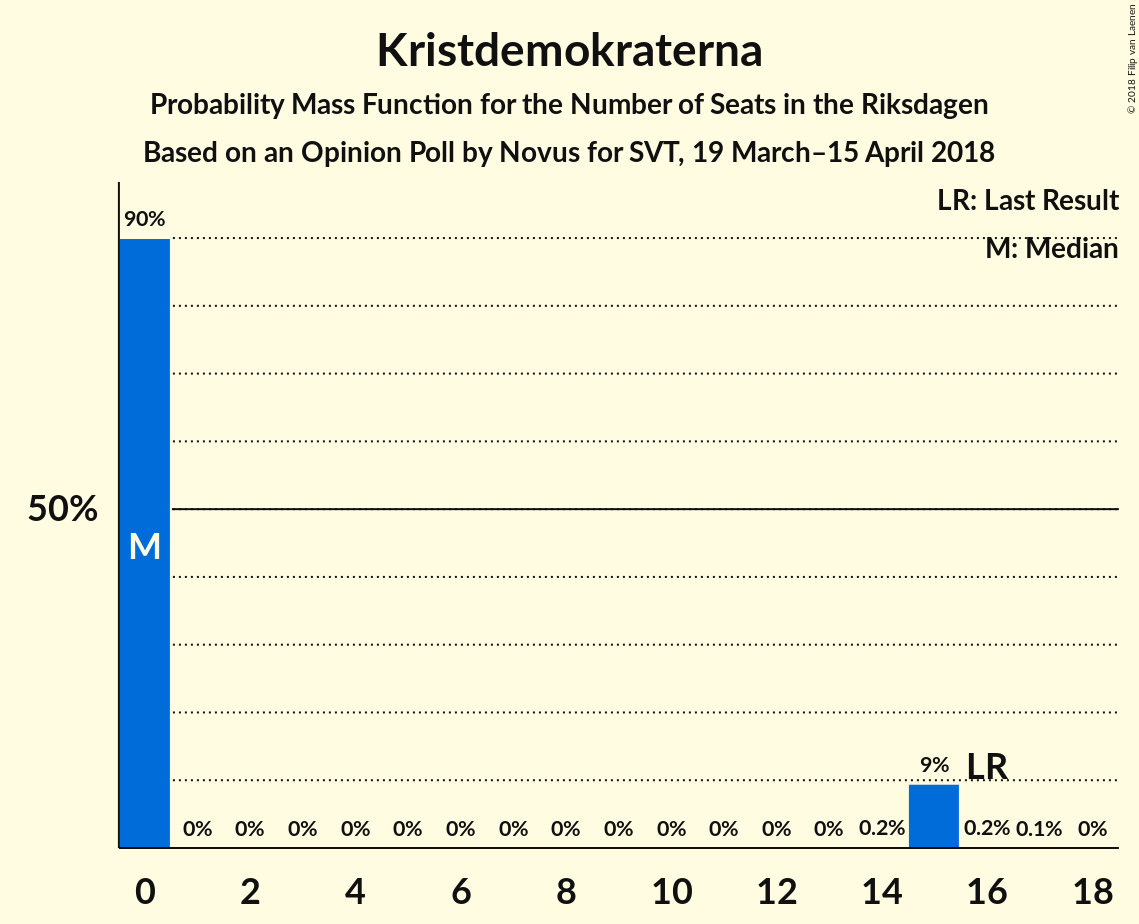 Kristdemokraterna
Probability Mass Function for the Number of Seats in the Riksdagen
Based on an Opinion Poll by Novus for SVT, 19 March–15 April 2018
© 2018 Filip van Laenen
LR: Last Result
M: Median
90%
50%
M
9%
LR
0% 0% 0% 0% 0% 0% 0% 0% 0% 0% 0% 0% 0% 0.2% 0.2% 0.1% 0%
0 2 4 6 8 10 12 14 16 18